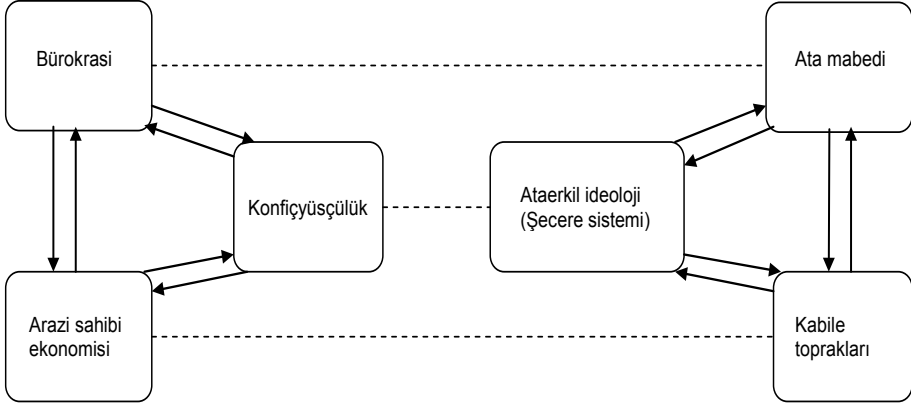 Bürokrasi
Ata mabedi
Konfiçyüsçülük
Ataerkil ideoloji
(Şecere sistemi)
Arazi sahibi
ekonomisi
Kabile
toprakları